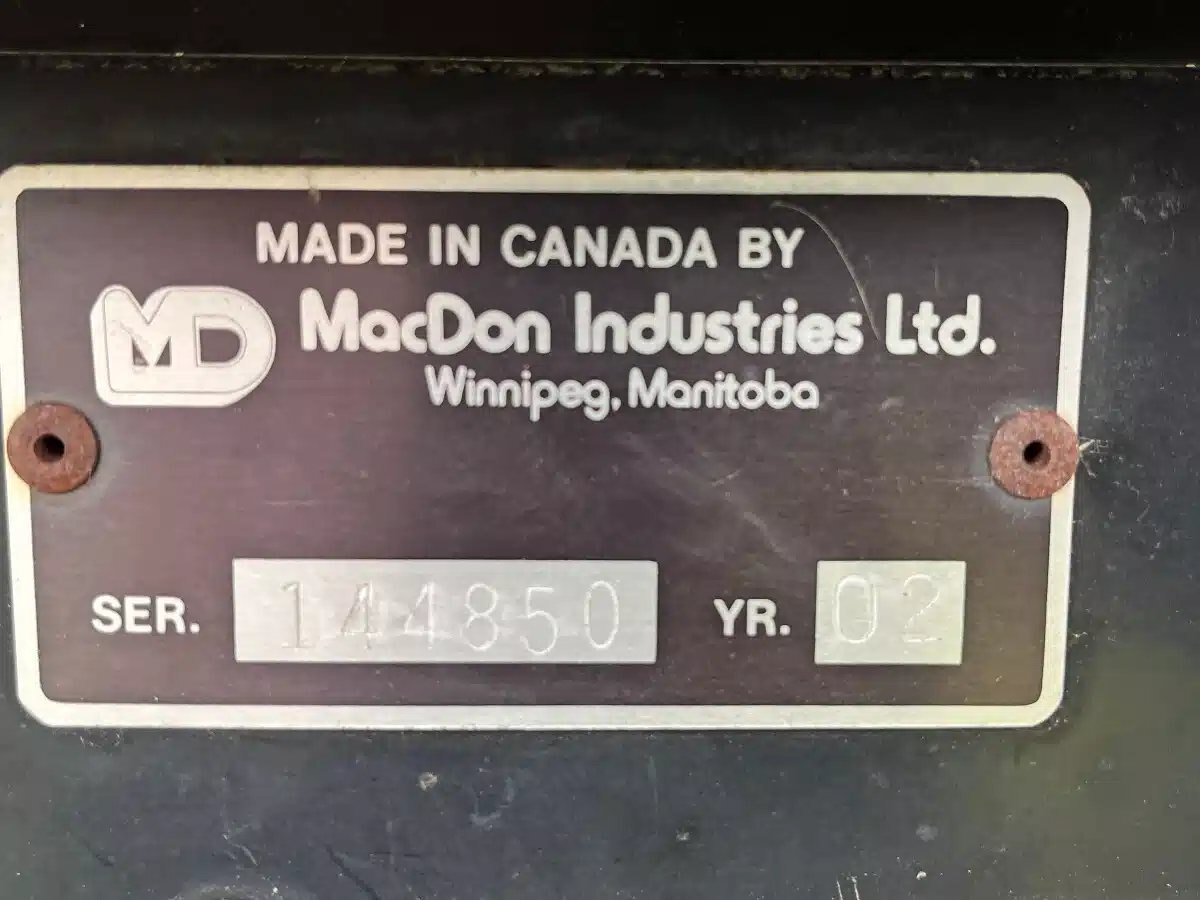 MADE IN CANADA BY
MD
MacDon Industries Ltd.
Winnipeg, Manitoba
SER. 144850 YR. 02